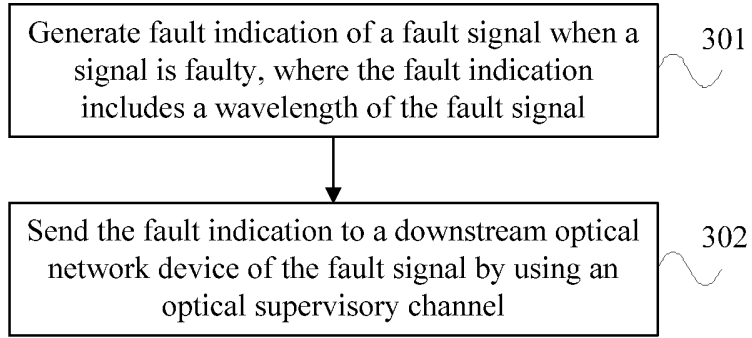 Generate fault indication of a fault signal when a
signal is faulty, where the fault indication
includes a wavelength of the fault signal
301
Send the fault indication to a downstream optical
network device of the fault signal by using an
optical supervisory channel
302